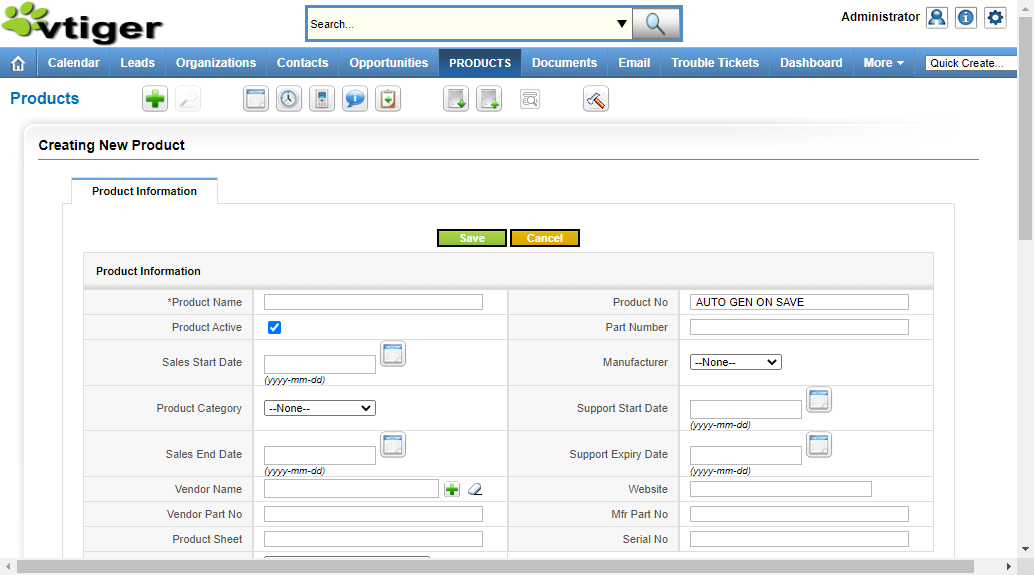 vtiger
Search...
Administrator
Calendar Leads Organizations Contacts Opportunities PRODUCTS Documents Email Trouble Tickets Dashboard More Quick Create...
Products
Creating New Product
Product Information
Save Cancel
Product Information
*Product Name Product No AUTO GEN ON SAVE
Product Active Part Number
Sales Start Date (yyyy-mm-dd) Manufacturer --None--
Product Category --None-- Support Start Date (yyyy-mm-dd)
Sales End Date (yyyy-mm-dd) Support Expiry Date (yyyy-mm-dd)
Vendor Name Website
Vendor Part No Mfr Part No
Product Sheet Serial No